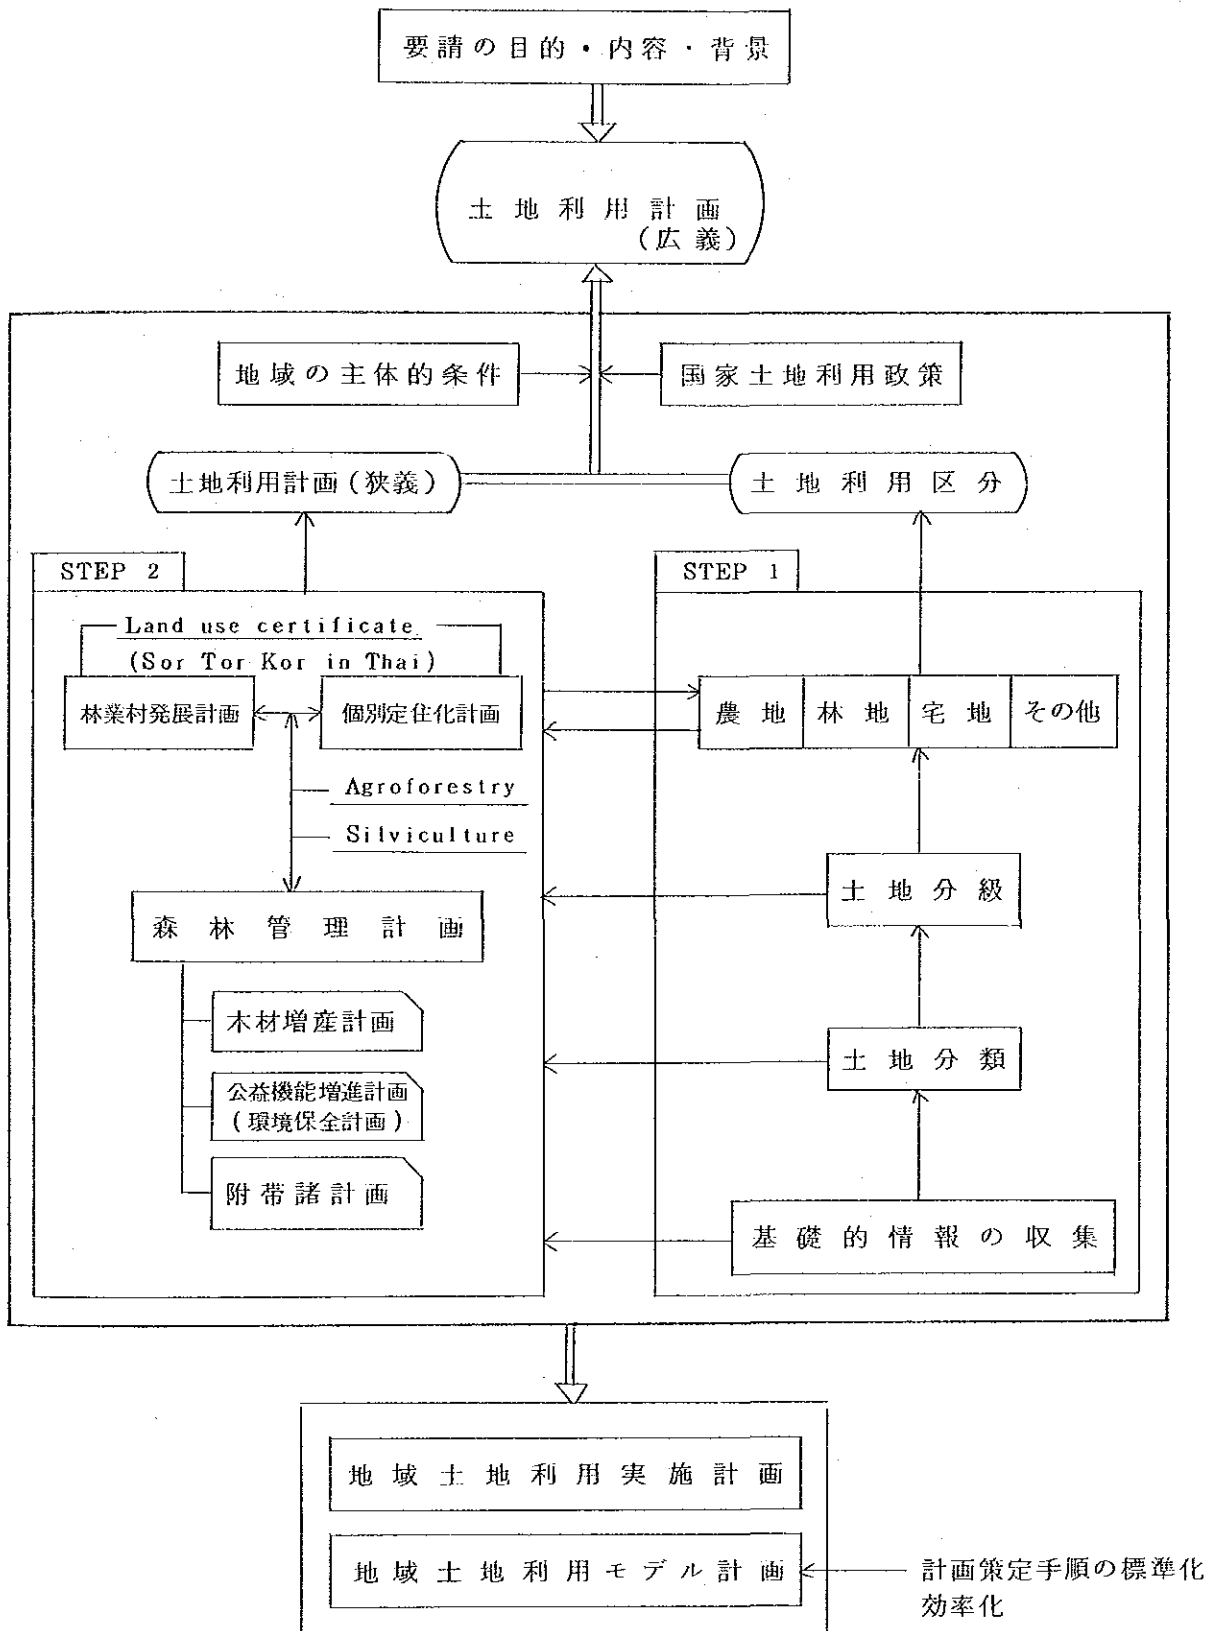 要請の目的・内容・背景
土地利用計画
(広義)
地域の主体的条件
国家土地利用政策
土地利用計画(狭義)
土地利用区分
STEP 2
STEP 1
Land use certificate
(Sor Tor Kor in Thai)
林業村発展計画
個別定住化計画
農地
林地
宅地
その他
Agroforestry
Silviculture
土地分級
森林管理計画
木材増産計画
土地分類
公益機能増進計画
(環境保全計画)
附帯諸計画
基礎的情報の収集
地域土地利用実施計画
地域土地利用モデル計画
計画策定手順の標準化
効率化